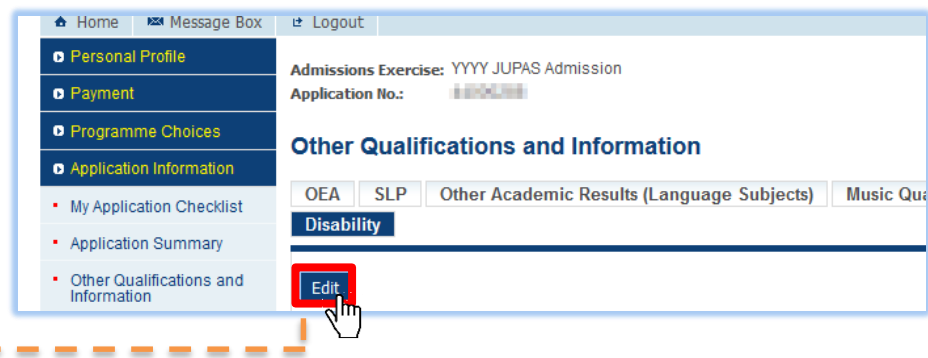 Home Message Box Logout
Personal Profile
Payment
Programme Choices
Application Information
My Application Checklist
Application Summary
Other Qualifications and
Information
Admissions Exercise: YYYY JUPAS Admission
Application No.:
Other Qualifications and Information
OEA SLP Other Academic Results (Language Subjects) Music Qua
Disability
Edit